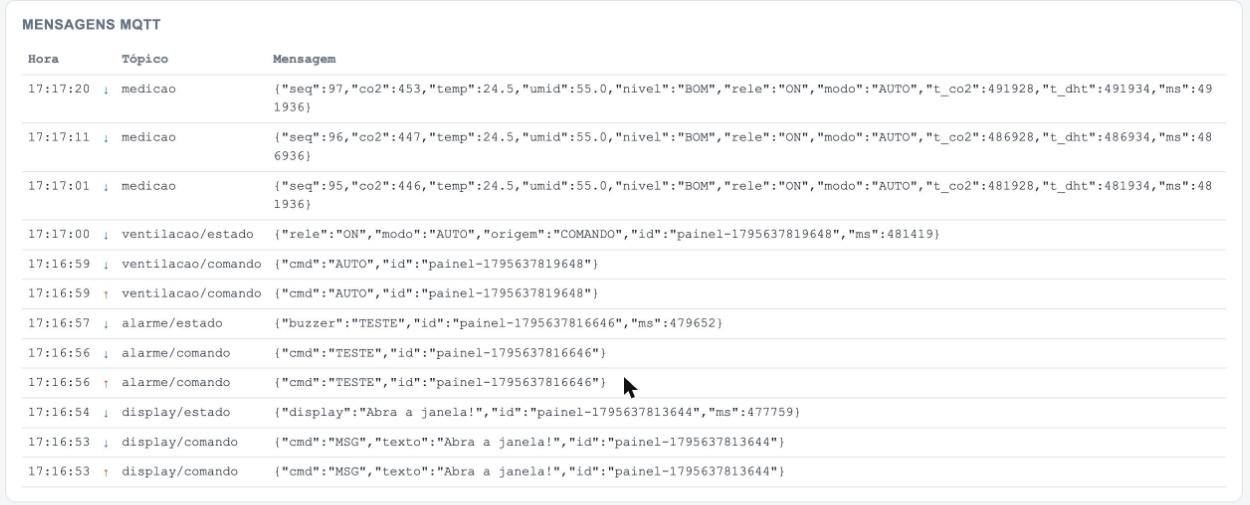 MENSAGENS MQTT
Hora Tópico Mensagem
17:17:20 ↓ medicao {"seq":97,"co2":453,"temp":24.5,"umid":55.0,"nivel":"BOM","rele":"ON","modo":"AUTO","t_co2":491928,"t_dht":491934,"ms":49
1936}
17:17:11 ↓ medicao {"seq":96,"co2":447,"temp":24.5,"umid":55.0,"nivel":"BOM","rele":"ON","modo":"AUTO","t_co2":486928,"t_dht":486934,"ms":48
6936}
17:17:01 ↓ medicao {"seq":95,"co2":446,"temp":24.5,"umid":55.0,"nivel":"BOM","rele":"ON","modo":"AUTO","t_co2":481928,"t_dht":481934,"ms":48
1936}
17:17:00 ↓ ventilacao/estado {"rele":"ON","modo":"AUTO","origem":"COMANDO","id":"painel-1795637819648","ms":481419}
17:16:59 ↓ ventilacao/comando {"cmd":"AUTO","id":"painel-1795637819648"}
17:16:59 ↑ ventilacao/comando {"cmd":"AUTO","id":"painel-1795637819648"}
17:16:57 ↓ alarme/estado {"buzzer":"TESTE","id":"painel-1795637816646","ms":479652}
17:16:56 ↓ alarme/comando {"cmd":"TESTE","id":"painel-1795637816646"}
17:16:56 ↑ alarme/comando {"cmd":"TESTE","id":"painel-1795637816646"}
17:16:54 ↓ display/estado {"display":"Abra a janela!","id":"painel-1795637813644","ms":477759}
17:16:53 ↓ display/comando {"cmd":"MSG","texto":"Abra a janela!","id":"painel-1795637813644"}
17:16:53 ↑ display/comando {"cmd":"MSG","texto":"Abra a janela!","id":"painel-1795637813644"}